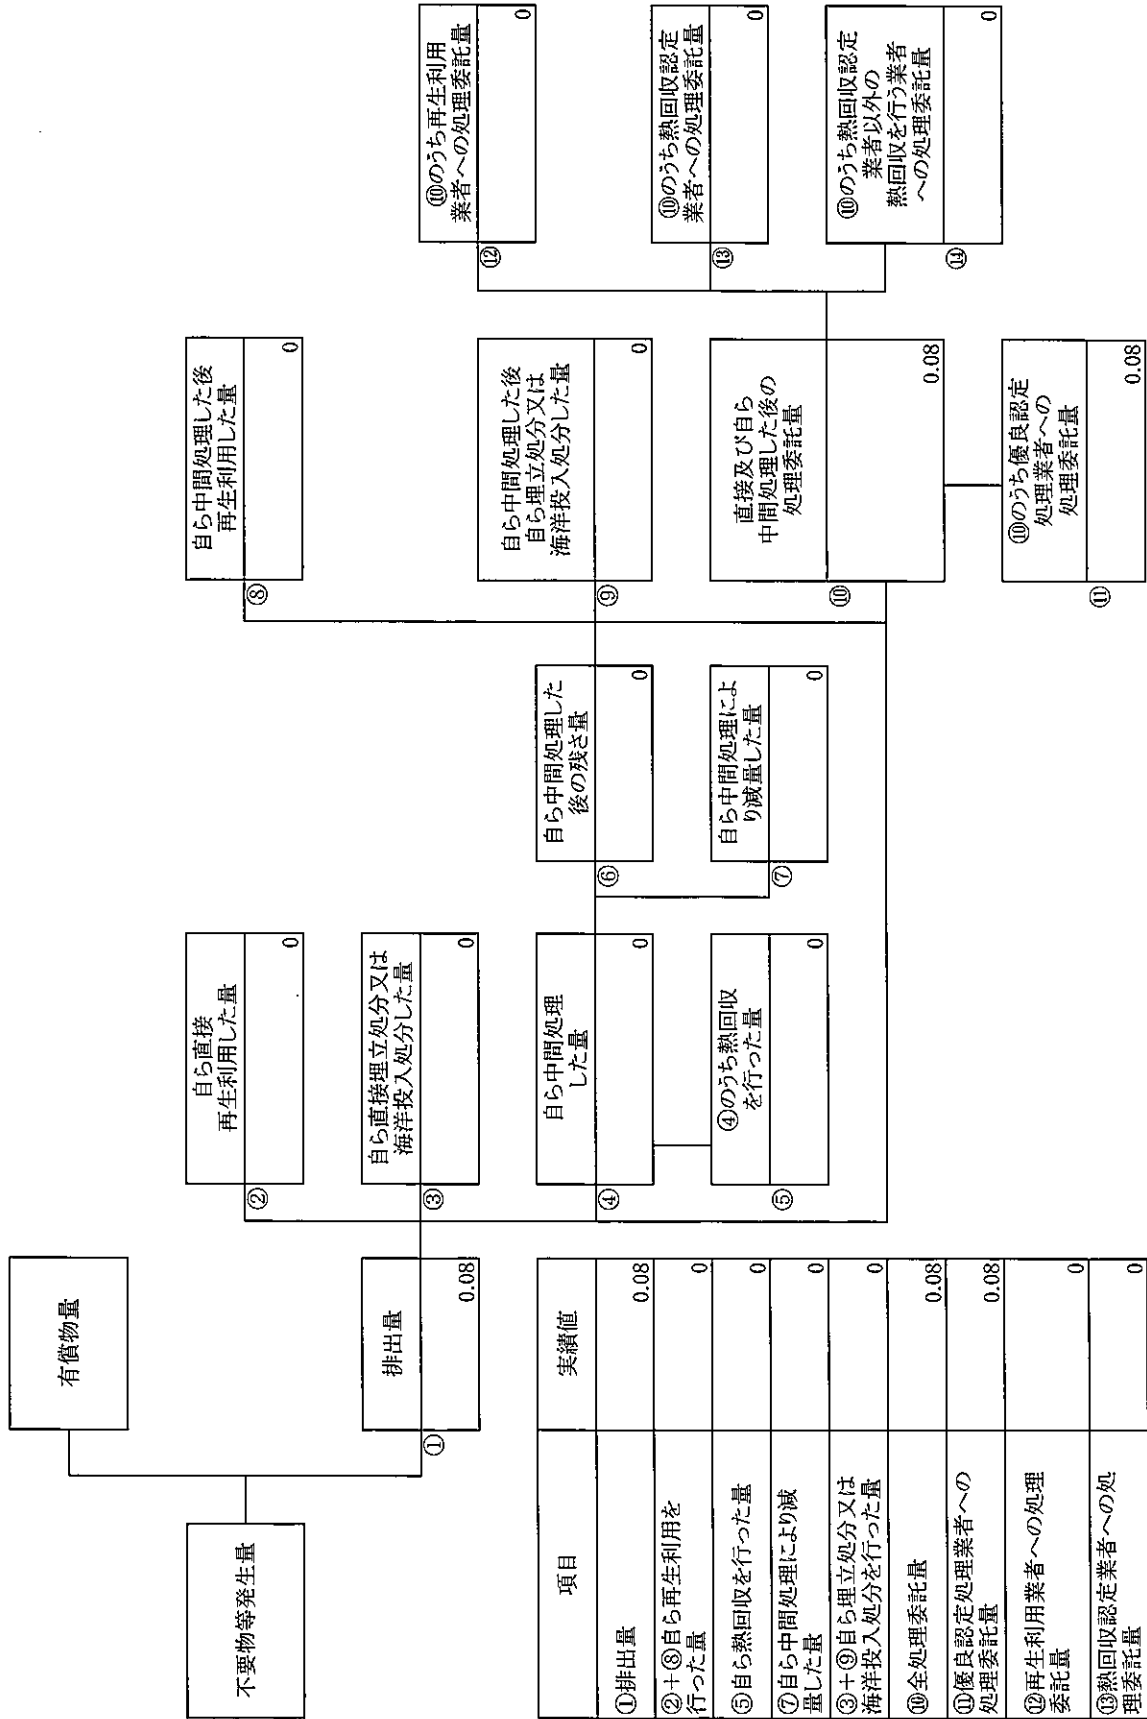 不要物等発生量
有償物量
排出量
①
0.08
自ら直接
再生利用した量
②
0
自ら直接埋立処分又は
海洋投入処分した量
③
0
自ら中間処理
した量
④
0
④のうち熱回収
を行った量
⑤
0
自ら中間処理した
後の残さ量
⑥
0
自ら中間処理によ
り減量した量
⑦
0
自ら中間処理した後
再生利用した量
⑧
0
自ら中間処理した後
自ら埋立処分又は
海洋投入処分した量
⑨
0
直接及び自ら
中間処理した後の
処理委託量
⑩
0.08
⑩のうち優良認定
処理業者への
処理委託量
⑪
0.08
⑩のうち再生利用
業者への処理委託量
⑫
0
⑩のうち熱回収認定
業者への処理委託量
⑬
0
⑩のうち熱回収認定
業者以外の
熱回収を行う業者
への処理委託量
⑭
0
項目 実績値
①排出量 0.08
②+⑧自ら再生利用を
行った量 0
⑤自ら熱回収を行った量 0
⑦自ら中間処理により減
量した量 0
③+⑨自ら埋立処分又は
海洋投入処分を行った量 0
⑩全処理委託量 0.08
⑪優良認定処理業者への
処理委託量 0.08
⑫再生利用業者への処理
委託量 0
⑬熱回収認定業者への処
理委託量 0